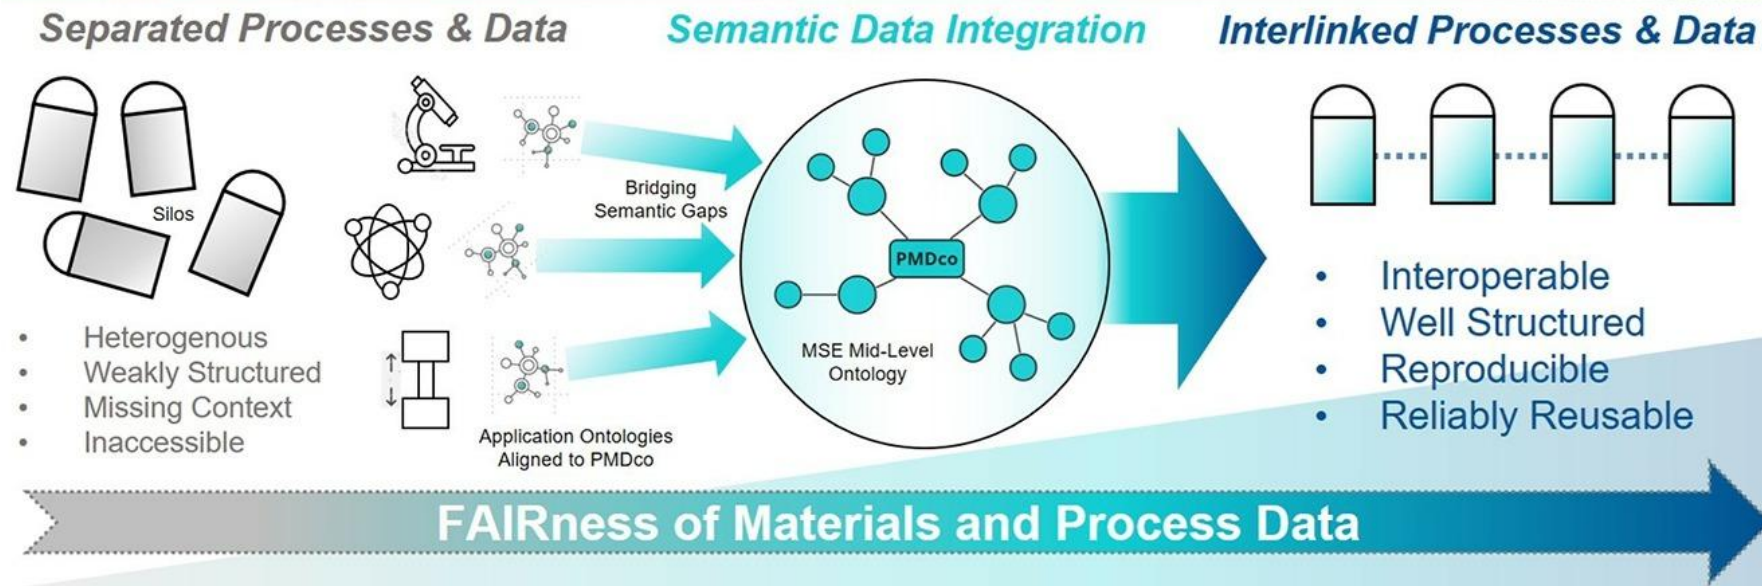 Separated Processes & Data
Semantic Data Integration
Interlinked Processes & Data
Silos
Heterogenous
Weakly Structured
Missing Context
Inaccessible
Bridging
Semantic Gaps
Application Ontologies
Aligned to PMDco
PMDco
MSE Mid-Level
Ontology
Interoperable
Well Structured
Reproducible
Reliably Reusable
FAIRness of Materials and Process Data